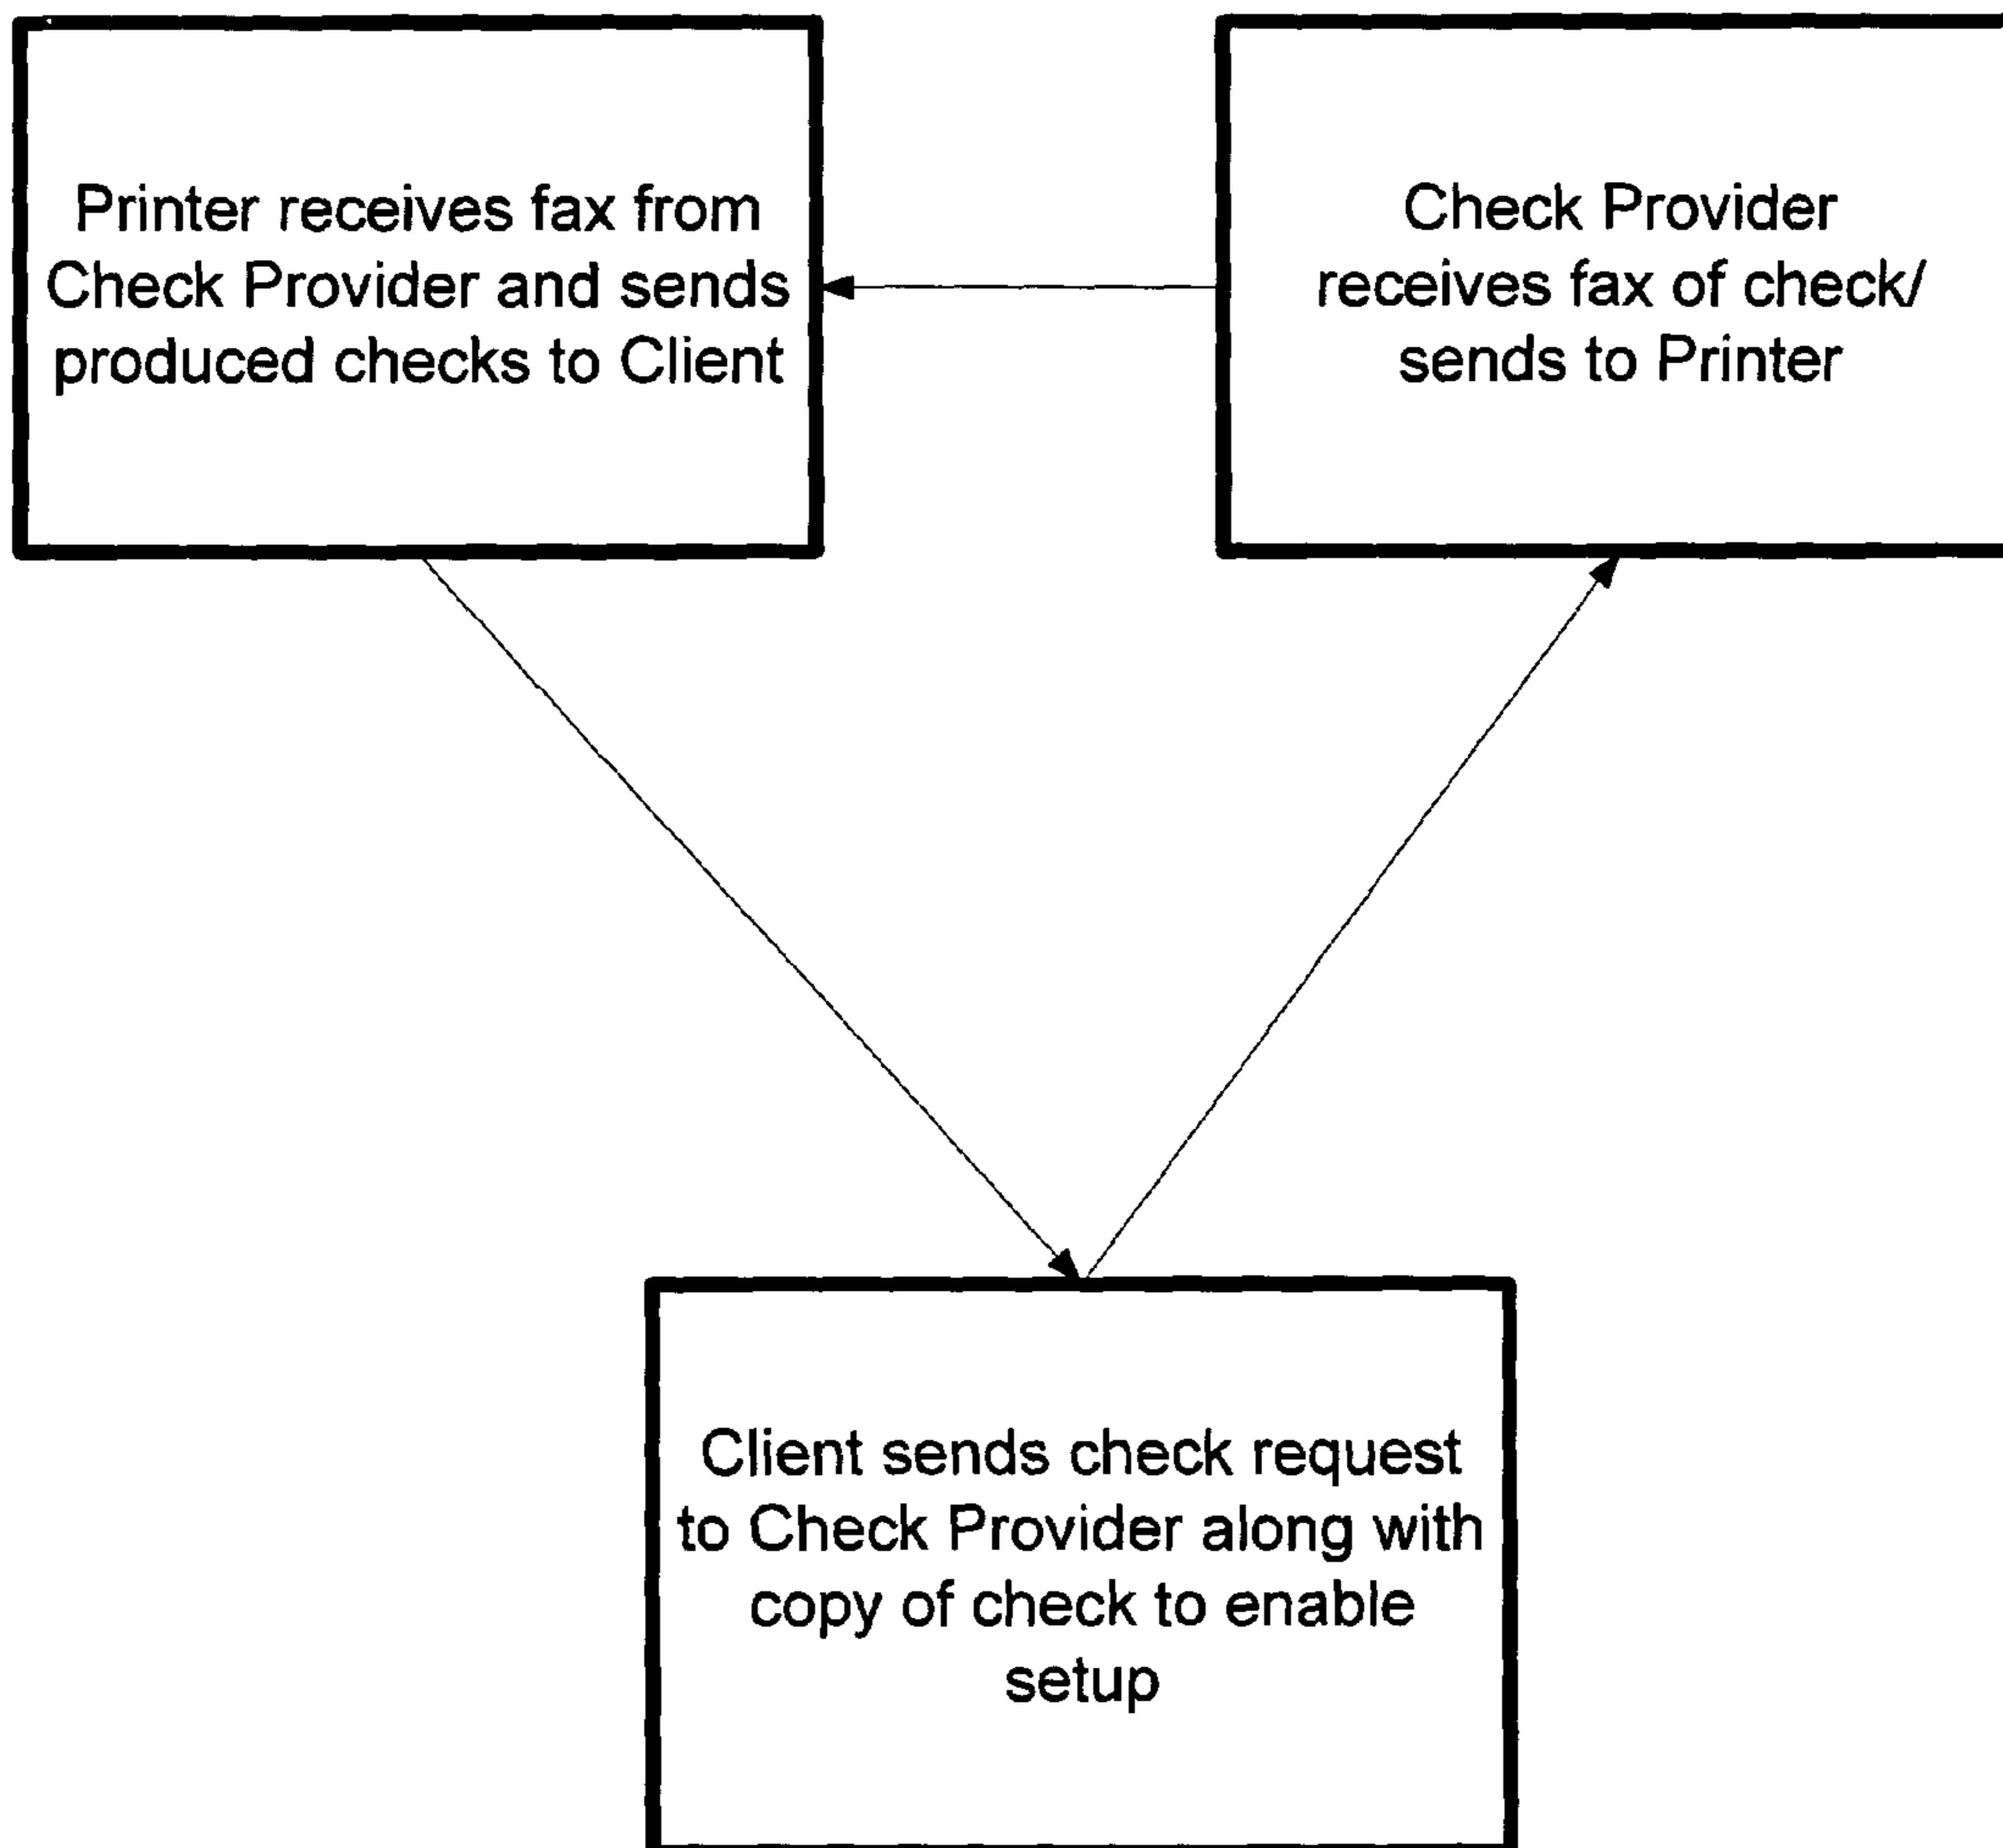 Printer receives fax from
Check Provider and sends
produced checks to Client
Check Provider
receives fax of check/
sends to Printer
Client sends check request
to Check Provider along with
copy of check to enable
setup